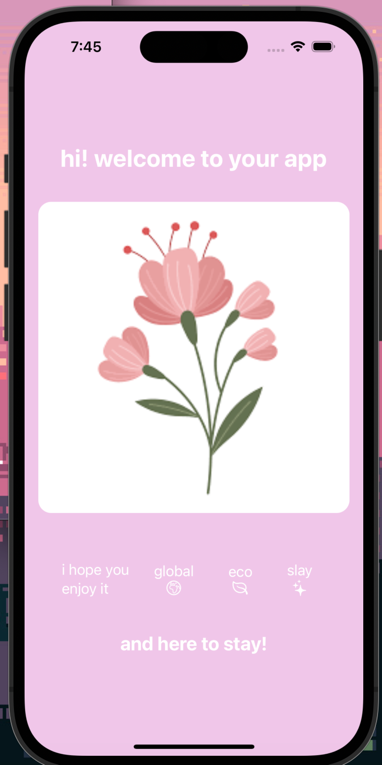 7:45
hi! welcome to your app
i hope you
enjoy it
global
eco
slay
and here to stay!